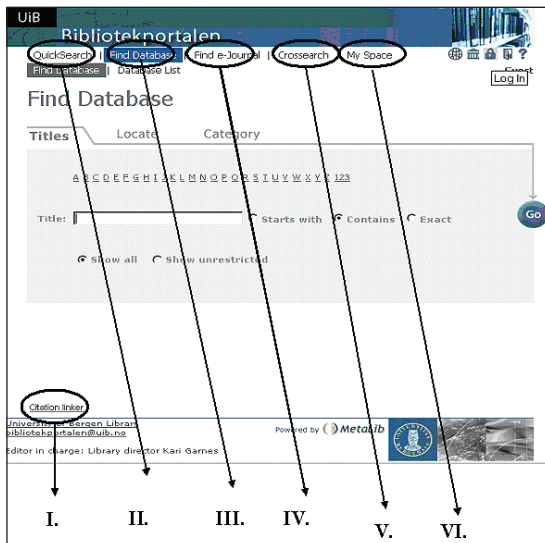 UiB
Bibliotekportalen
QuickSearch | Find Database | Find e-Journal | Crossearch | My Space
Find Database | Database List
Guest
Log In
Find Database
Titles Locate Category
A B C D E F G H I J K L M N O P Q R S T U V W X Y Z 123
Title: Starts with Contains Exact
Go
Show all Show unrestricted
Citation linker
University of Bergen Library
bibliotekportalen@uib.no
Powered by MetaLib
Editor in charge: Library director Kari Garnes
I. II. III. IV. V. VI.